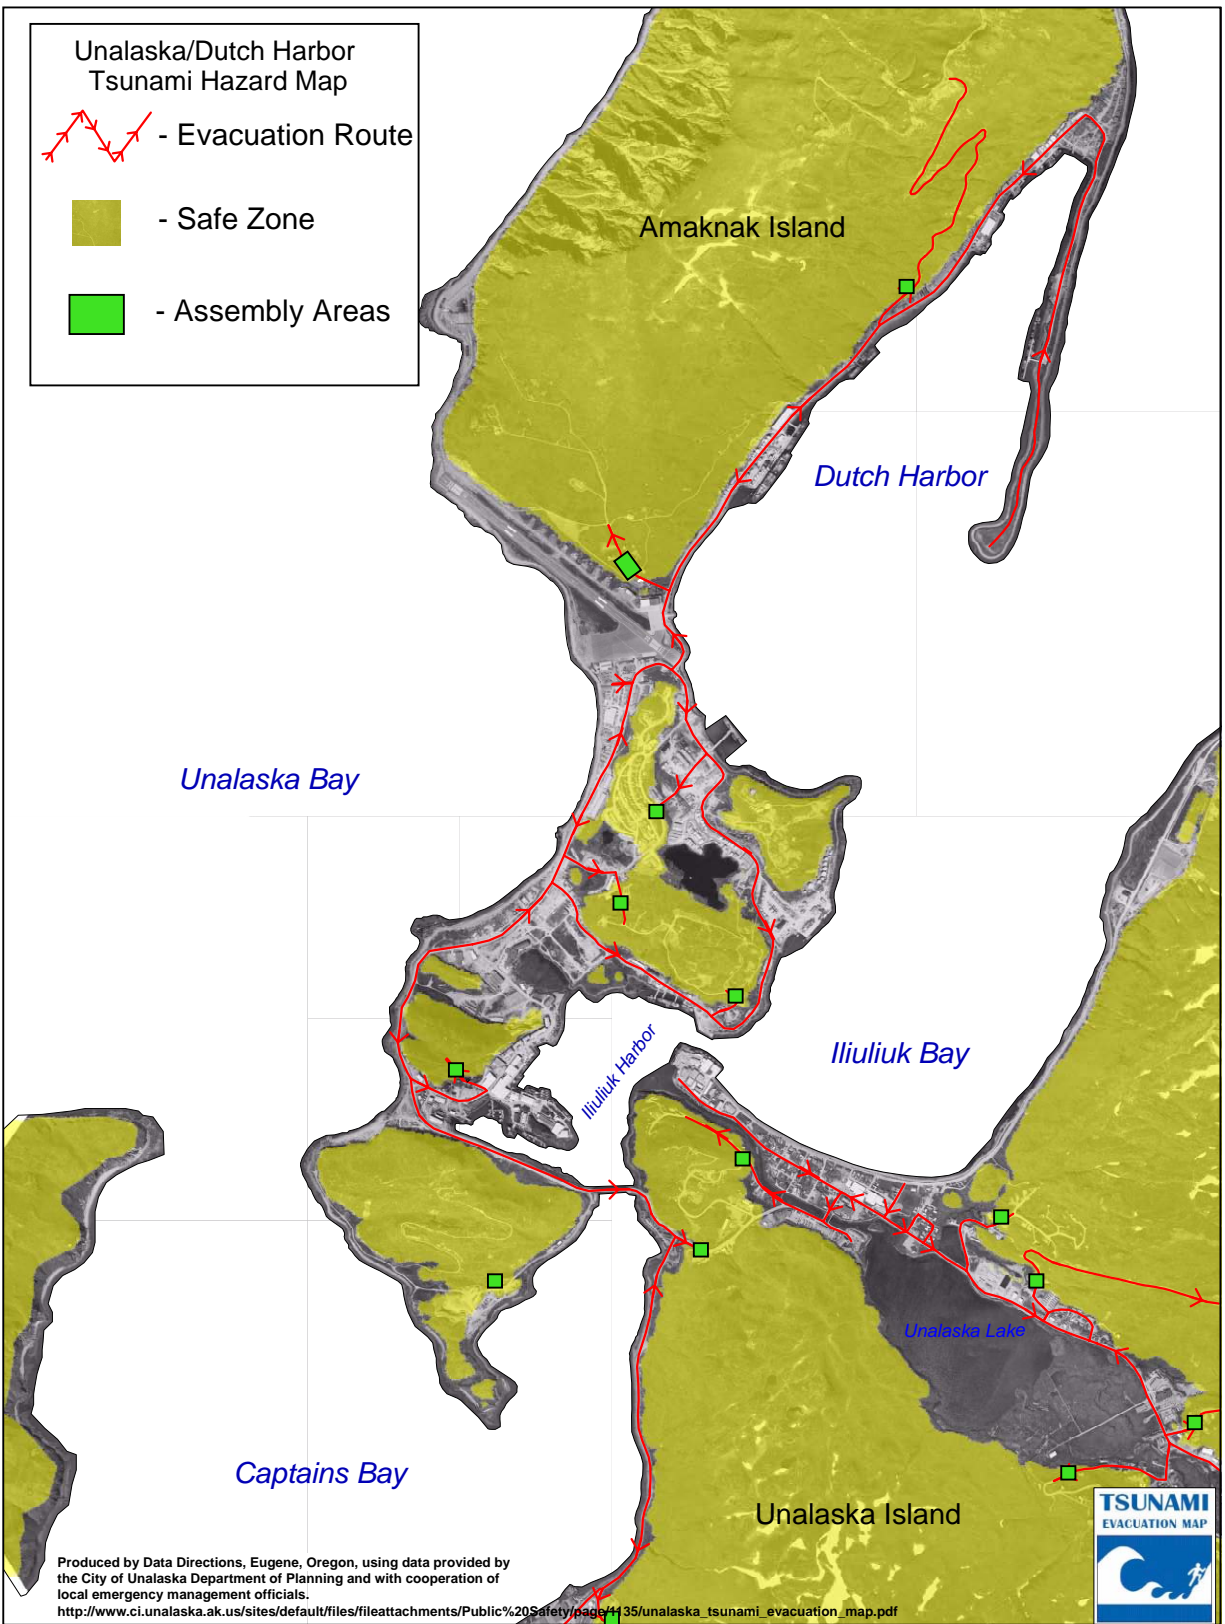 Unalaska/Dutch Harbor
Tsunami Hazard Map
- Evacuation Route
- Safe Zone
- Assembly Areas
Amaknak Island
Dutch Harbor
Unalaska Bay
Iliuliuk Harbor
Iliuliuk Bay
Unalaska Lake
Captains Bay
Unalaska Island
TSUNAMI
EVACUATION MAP
Produced by Data Directions, Eugene, Oregon, using data provided by
the City of Unalaska Department of Planning and with cooperation of
local emergency management officials.
http://www.ci.unalaska.ak.us/sites/default/files/fileattachments/Public%20Safety/page/4135/unalaska_tsunami_evacuation_map.pdf